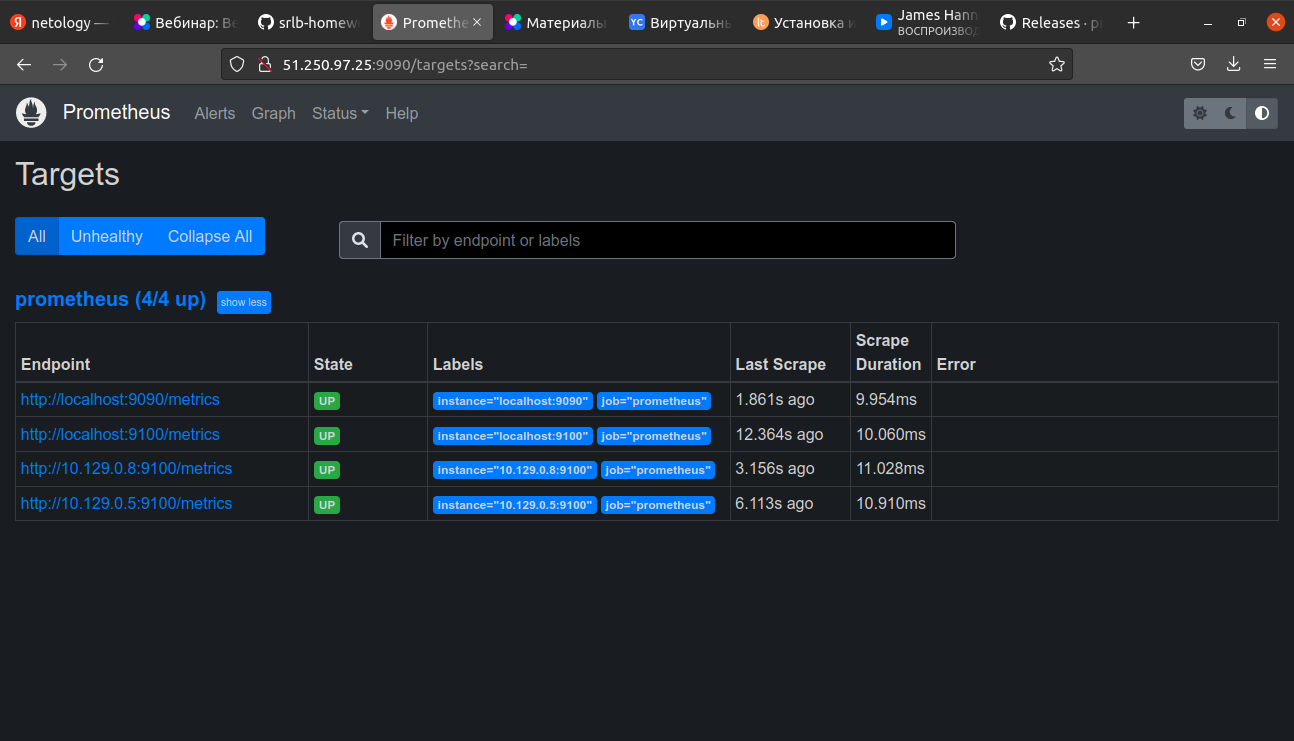 netology — Вебинар: Ве srlb-homew Prometheus Материалы Виртуальны Установка и James Hann Releases · p
ВОСПРОИЗВОД
51.250.97.25:9090/targets?search=
Prometheus Alerts Graph Status Help
Targets
All Unhealthy Collapse All Filter by endpoint or labels
prometheus (4/4 up) show less
Endpoint State Labels Last Scrape Scrape Duration Error
http://localhost:9090/metrics UP instance="localhost:9090" job="prometheus" 1.861s ago 9.954ms
http://localhost:9100/metrics UP instance="localhost:9100" job="prometheus" 12.364s ago 10.060ms
http://10.129.0.8:9100/metrics UP instance="10.129.0.8:9100" job="prometheus" 3.156s ago 11.028ms
http://10.129.0.5:9100/metrics UP instance="10.129.0.5:9100" job="prometheus" 6.113s ago 10.910ms